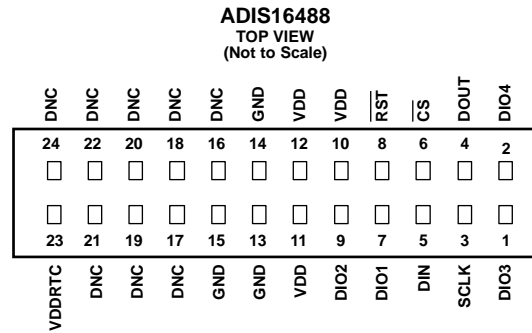 ADIS16488
TOP VIEW
(Not to Scale)
DNC DNC DNC DNC DNC GND VDD VDD RST CS DOUT DIO4
24 22 20 18 16 14 12 10 8 6 4 2
23 21 19 17 15 13 11 9 7 5 3 1
VDDRTC DNC DNC DNC GND GND VDD DIO2 DIO1 DIN SCLK DIO3